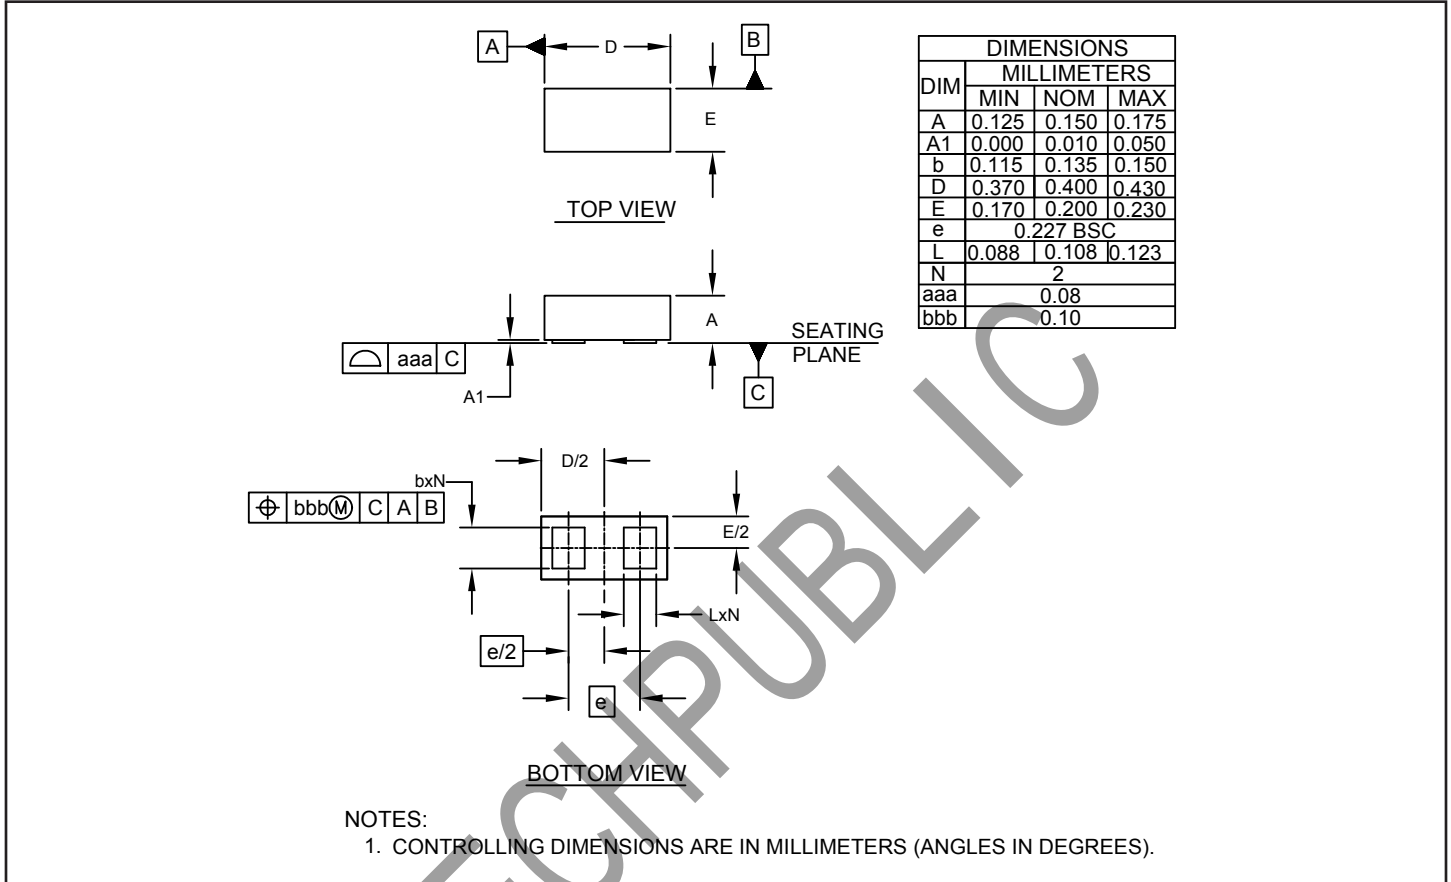 A
D
B
E
TOP VIEW
A
SEATING
PLANE
aaa C
A1
C
D/2
bxN
bbbⓂ C A B
E/2
LxN
e/2
e
BOTTOM VIEW
DIMENSIONS
DIM MILLIMETERS
MIN NOM MAX
A 0.125 0.150 0.175
A1 0.000 0.010 0.050
b 0.115 0.135 0.150
D 0.370 0.400 0.430
E 0.170 0.200 0.230
e 0.227 BSC
L 0.088 0.108 0.123
N 2
aaa 0.08
bbb 0.10
NOTES:
1. CONTROLLING DIMENSIONS ARE IN MILLIMETERS (ANGLES IN DEGREES).
TECHPUBLIC